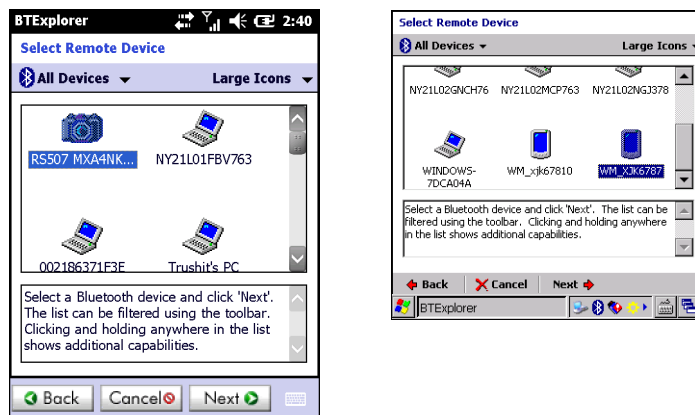 BTExplorer 2:40
Select Remote Device
All Devices Large Icons
RS507 MXA4NK... NY21L01FBV763
002186371F3E Trushit's PC
Select a Bluetooth device and click 'Next'.
The list can be filtered using the toolbar.
Clicking and holding anywhere in the list
shows additional capabilities.
Back Cancel Next
Select Remote Device
All Devices Large Icons
NY21L02GNCH76 NY21L02MCP763 NY21L02NGJ378
WINDOWS-
7DCA04A
WM_xjk67810 WM_XJK6787
Select a Bluetooth device and click 'Next'. The list can be
filtered using the toolbar. Clicking and holding anywhere
in the list shows additional capabilities.
Back Cancel Next
BTExplorer